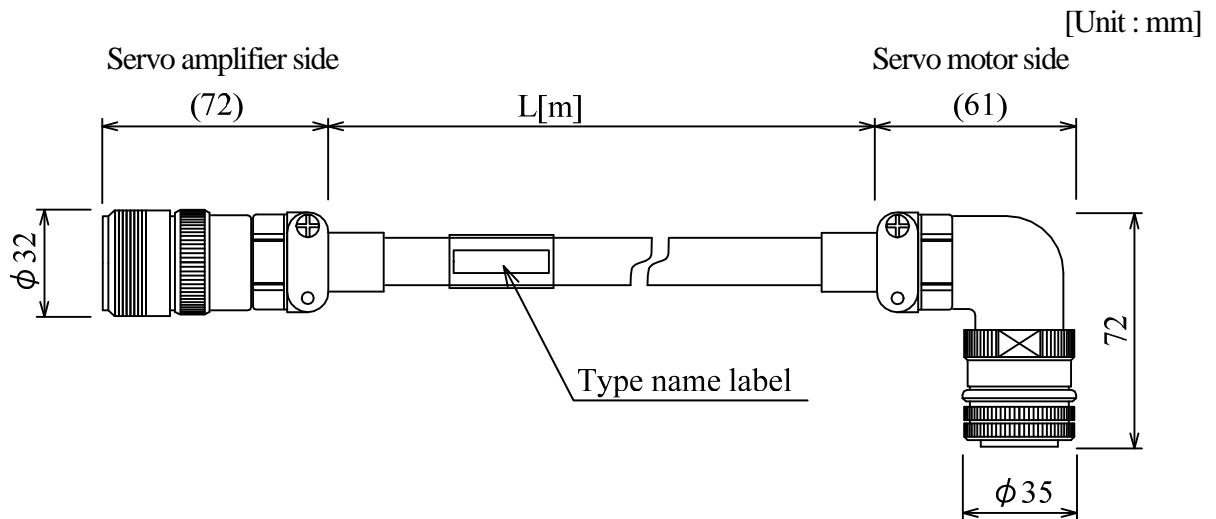 [Unit : mm]
Servo amplifier side
Servo motor side
(72)
L[m]
(61)
ϕ32
72
Type name label
ϕ35